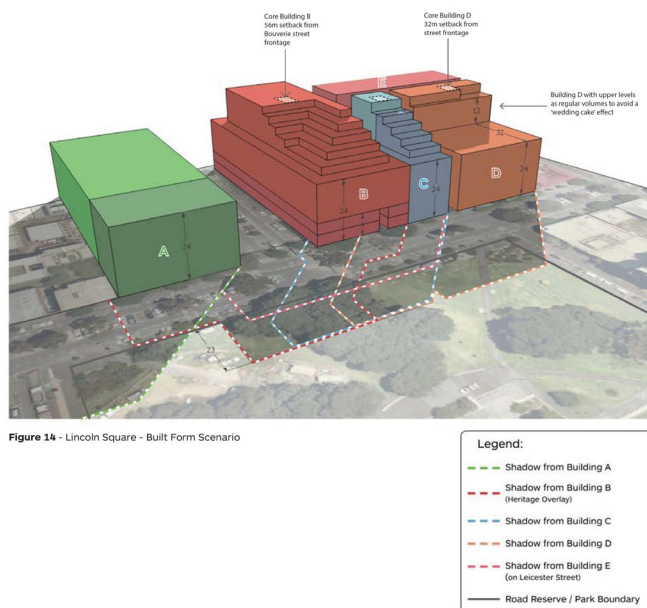 Core Building B
56m setback from
Bouverie street
frontage
Core Building D
32m setback from
street frontage
E
Building D with upper levels
as regular volumes to avoid a
'wedding cake' effect
12
32
24
24
24
24
A
B
C
D
23
Figure 14 - Lincoln Square - Built Form Scenario
Legend:
Shadow from Building A
Shadow from Building B
(Heritage Overlay)
Shadow from Building C
Shadow from Building D
Shadow from Building E
(on Leicester Street)
Road Reserve / Park Boundary